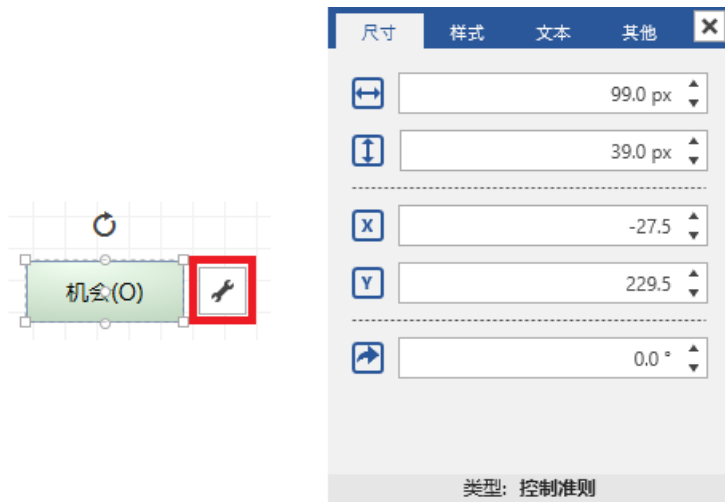 机会(O)
尺寸 样式 文本 其他
99.0 px
39.0 px
X -27.5
Y 229.5
0.0 °
类型: 控制准则